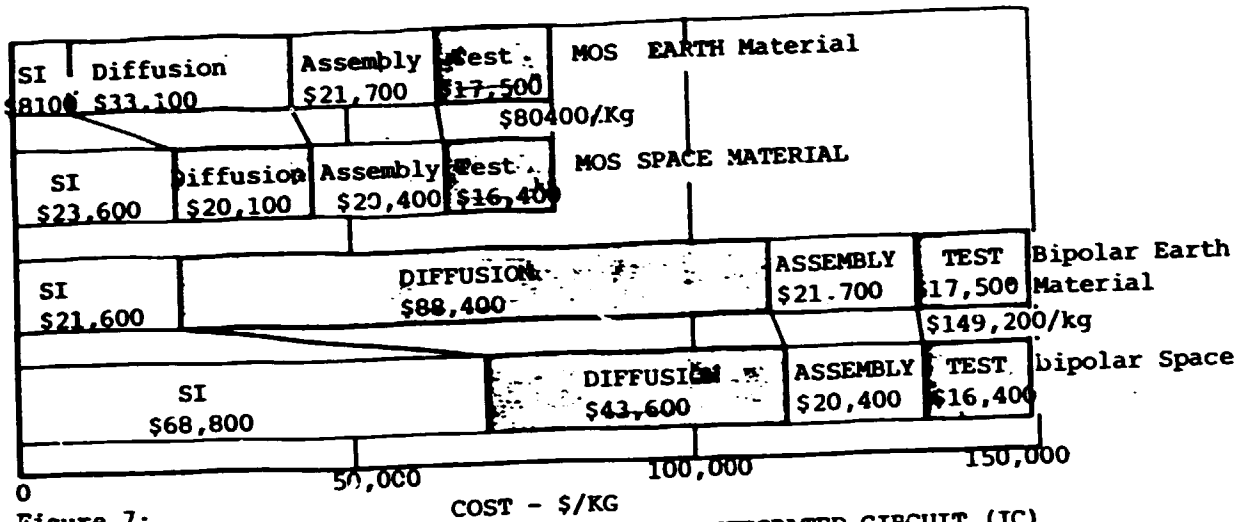 SI Diffusion Assembly Test MOS EARTH Material
$8100 $33,100 $21,700 $17,500
$80400/Kg
SI Diffusion Assembly Test MOS SPACE MATERIAL
$23,600 $20,100 $20,400 $16,400
SI DIFFUSION ASSEMBLY TEST Bipolar Earth
$21,600 $88,400 $21.700 $17,500 Material
$149,200/kg
SI DIFFUSION ASSEMBLY TEST bipolar Space
$68,800 $43,600 $20,400 $16,400
0 50,000 100,000 150,000
COST - $/KG
Figure 7: INTEGRATED CIRCUIT (IC)